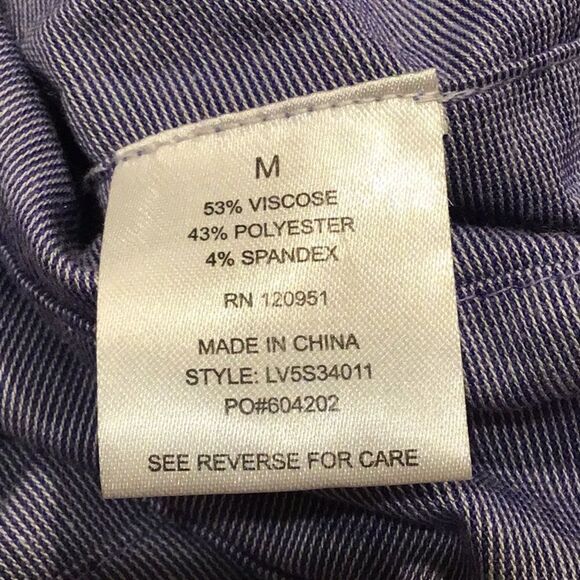 M
53% VISCOSE
43% POLYESTER
4% SPANDEX
RN 120951
MADE IN CHINA
STYLE: LV5S34011
PO#604202
SEE REVERSE FOR CARE